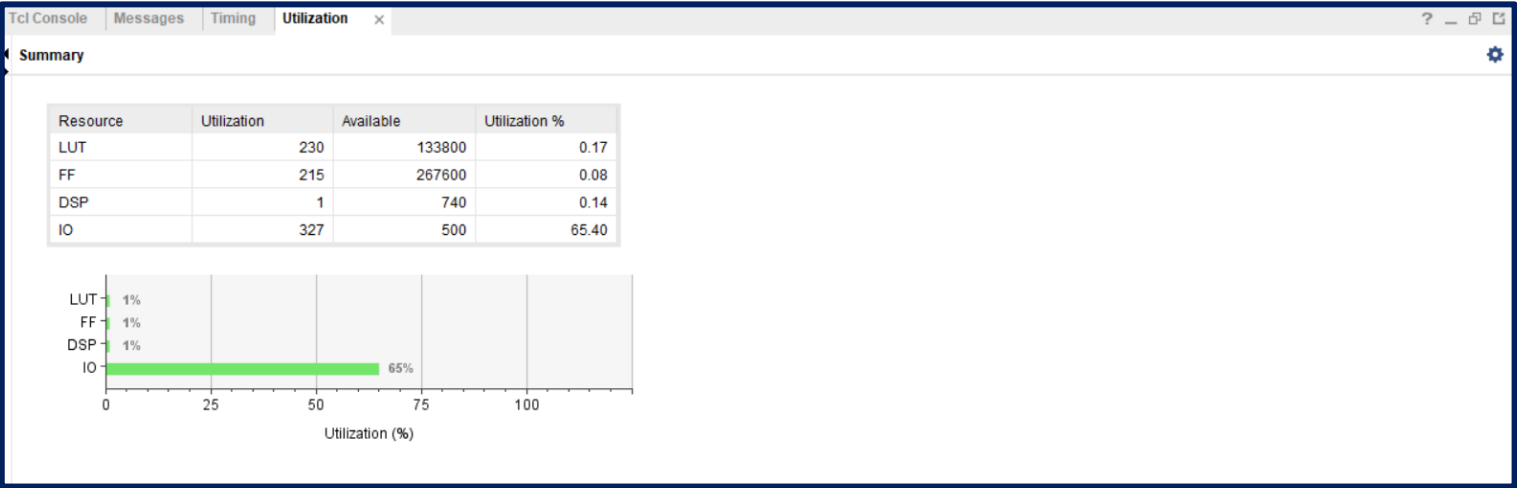 Tcl Console Messages Timing Utilization ×
?
Summary
Resource Utilization Available Utilization %
LUT 230 133800 0.17
FF 215 267600 0.08
DSP 1 740 0.14
IO 327 500 65.40
LUT 1%
FF 1%
DSP 1%
IO 65%
0 25 50 75 100
Utilization (%)